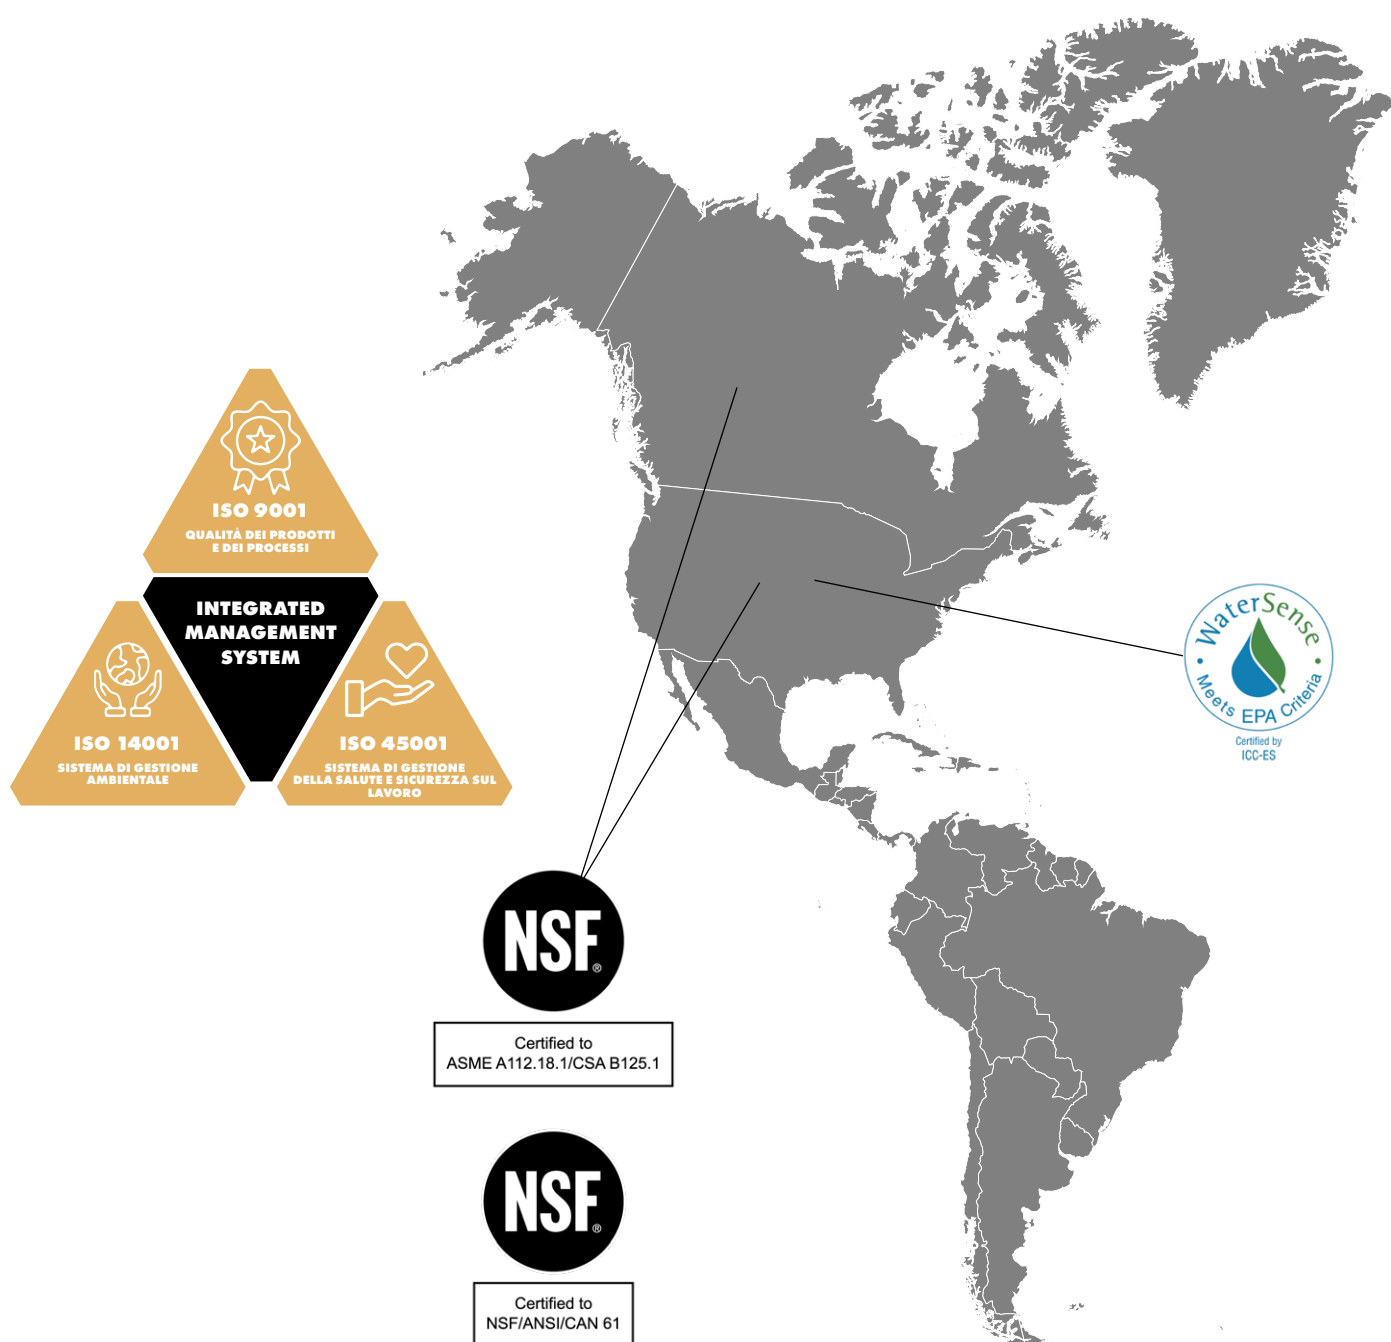 ISO 9001
QUALITÀ DEI PRODOTTI
E DEI PROCESSI
INTEGRATED
MANAGEMENT
SYSTEM
ISO 14001
SISTEMA DI GESTIONE
AMBIENTALE
ISO 45001
SISTEMA DI GESTIONE
DELLA SALUTE E SICUREZZA SUL
LAVORO
WaterSense
Meets EPA Criteria
Certified by
ICC-ES
NSF®
Certified to
ASME A112.18.1/CSA B125.1
NSF®
Certified to
NSF/ANSI/CAN 61